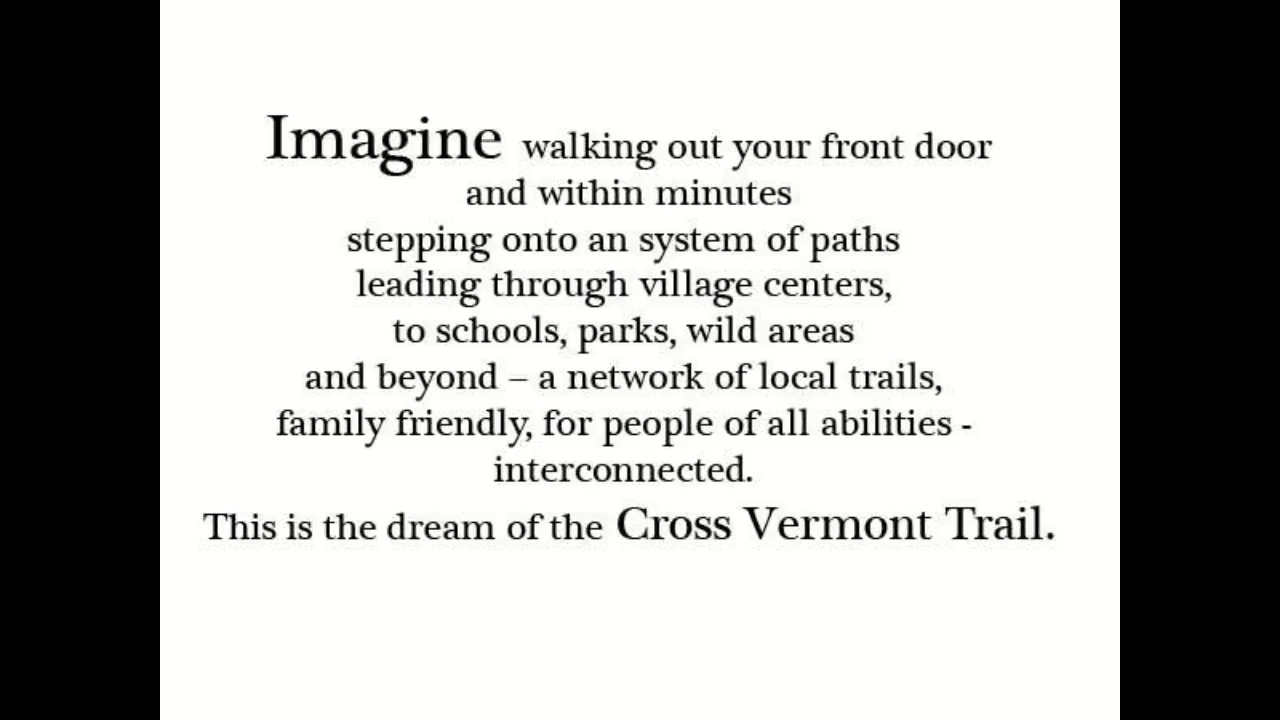 Imagine walking out your front door
and within minutes
stepping onto an system of paths
leading through village centers,
to schools, parks, wild areas
and beyond – a network of local trails,
family friendly, for people of all abilities -
interconnected.
This is the dream of the Cross Vermont Trail.